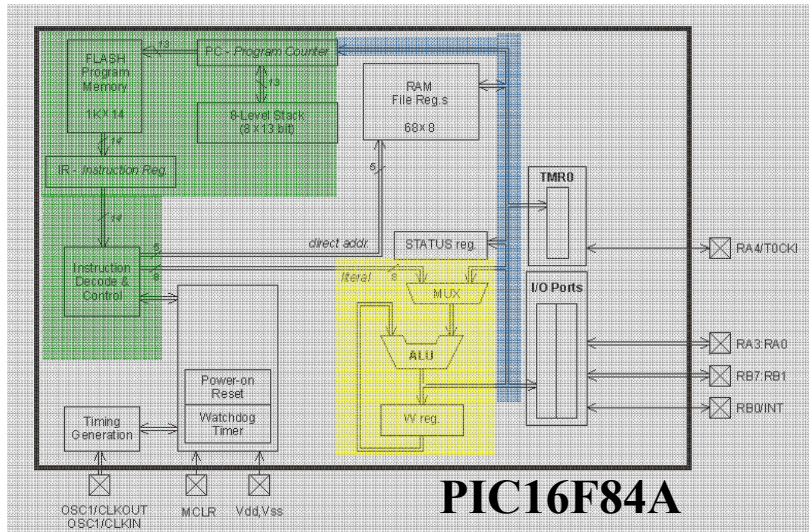 13
PC - Program Counter
FLASH
Program
Memory
1K×14
13
RAM
File Reg.s
68×8
8-Level Stack
(8×13 bit)
14
IR - Instruction Reg.
5
TMR0
14
direct addr.
5
STATUS reg.
RA4/T0CKI
Instruction
Decode &
Control
8
literal
8
MUX
I/O Ports
RA3:RA0
ALU
Power-on
Reset
RB7:RB1
Timing
Generation
Watchdog
Timer
W reg.
RB0/INT
OSC1/CLKOUT
OSC1/CLKIN
MCLR
Vdd,Vss
PIC16F84A